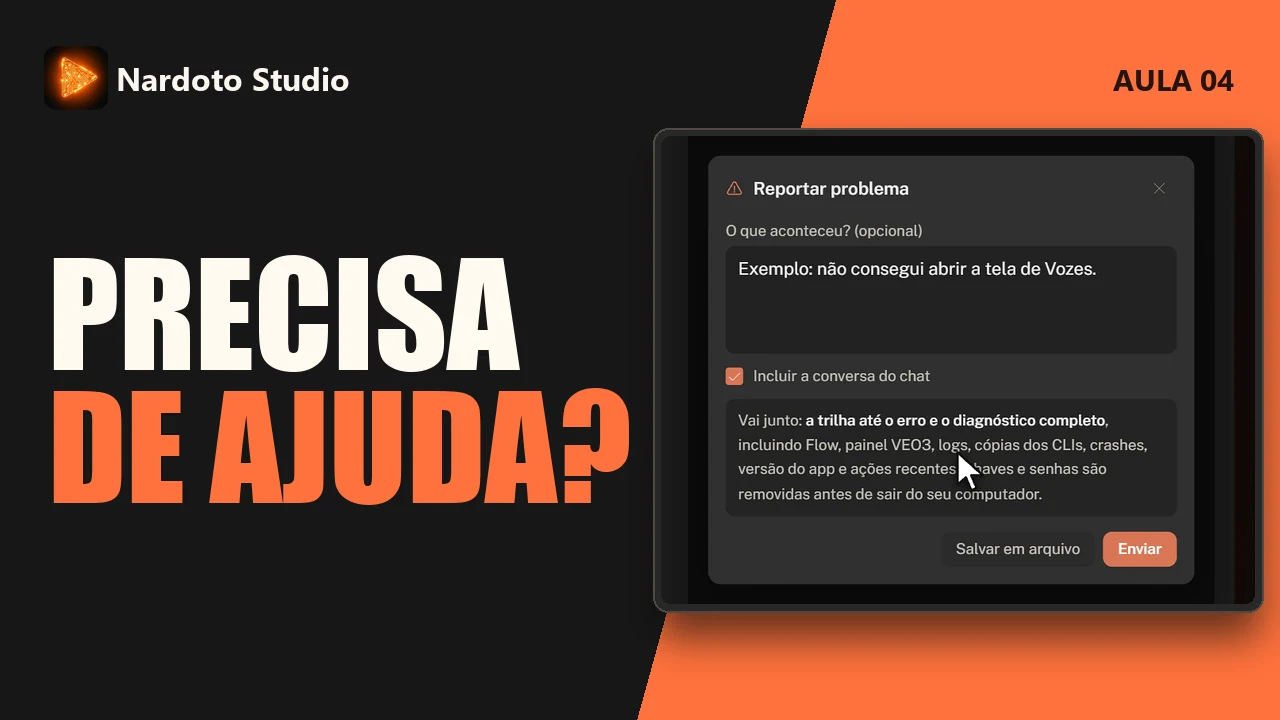 Nardoto Studio
AULA 04
PRECISA
DE AJUDA?
Reportar problema
O que aconteceu? (opcional)
Exemplo: não consegui abrir a tela de Vozes.
Incluir a conversa do chat
Vai junto: a trilha até o erro e o diagnóstico completo,
incluindo Flow, painel VEO3, logs, cópias dos CLIs, crashes,
versão do app e ações recentes e senhas são
removidas antes de sair do seu computador.
Salvar em arquivo
Enviar